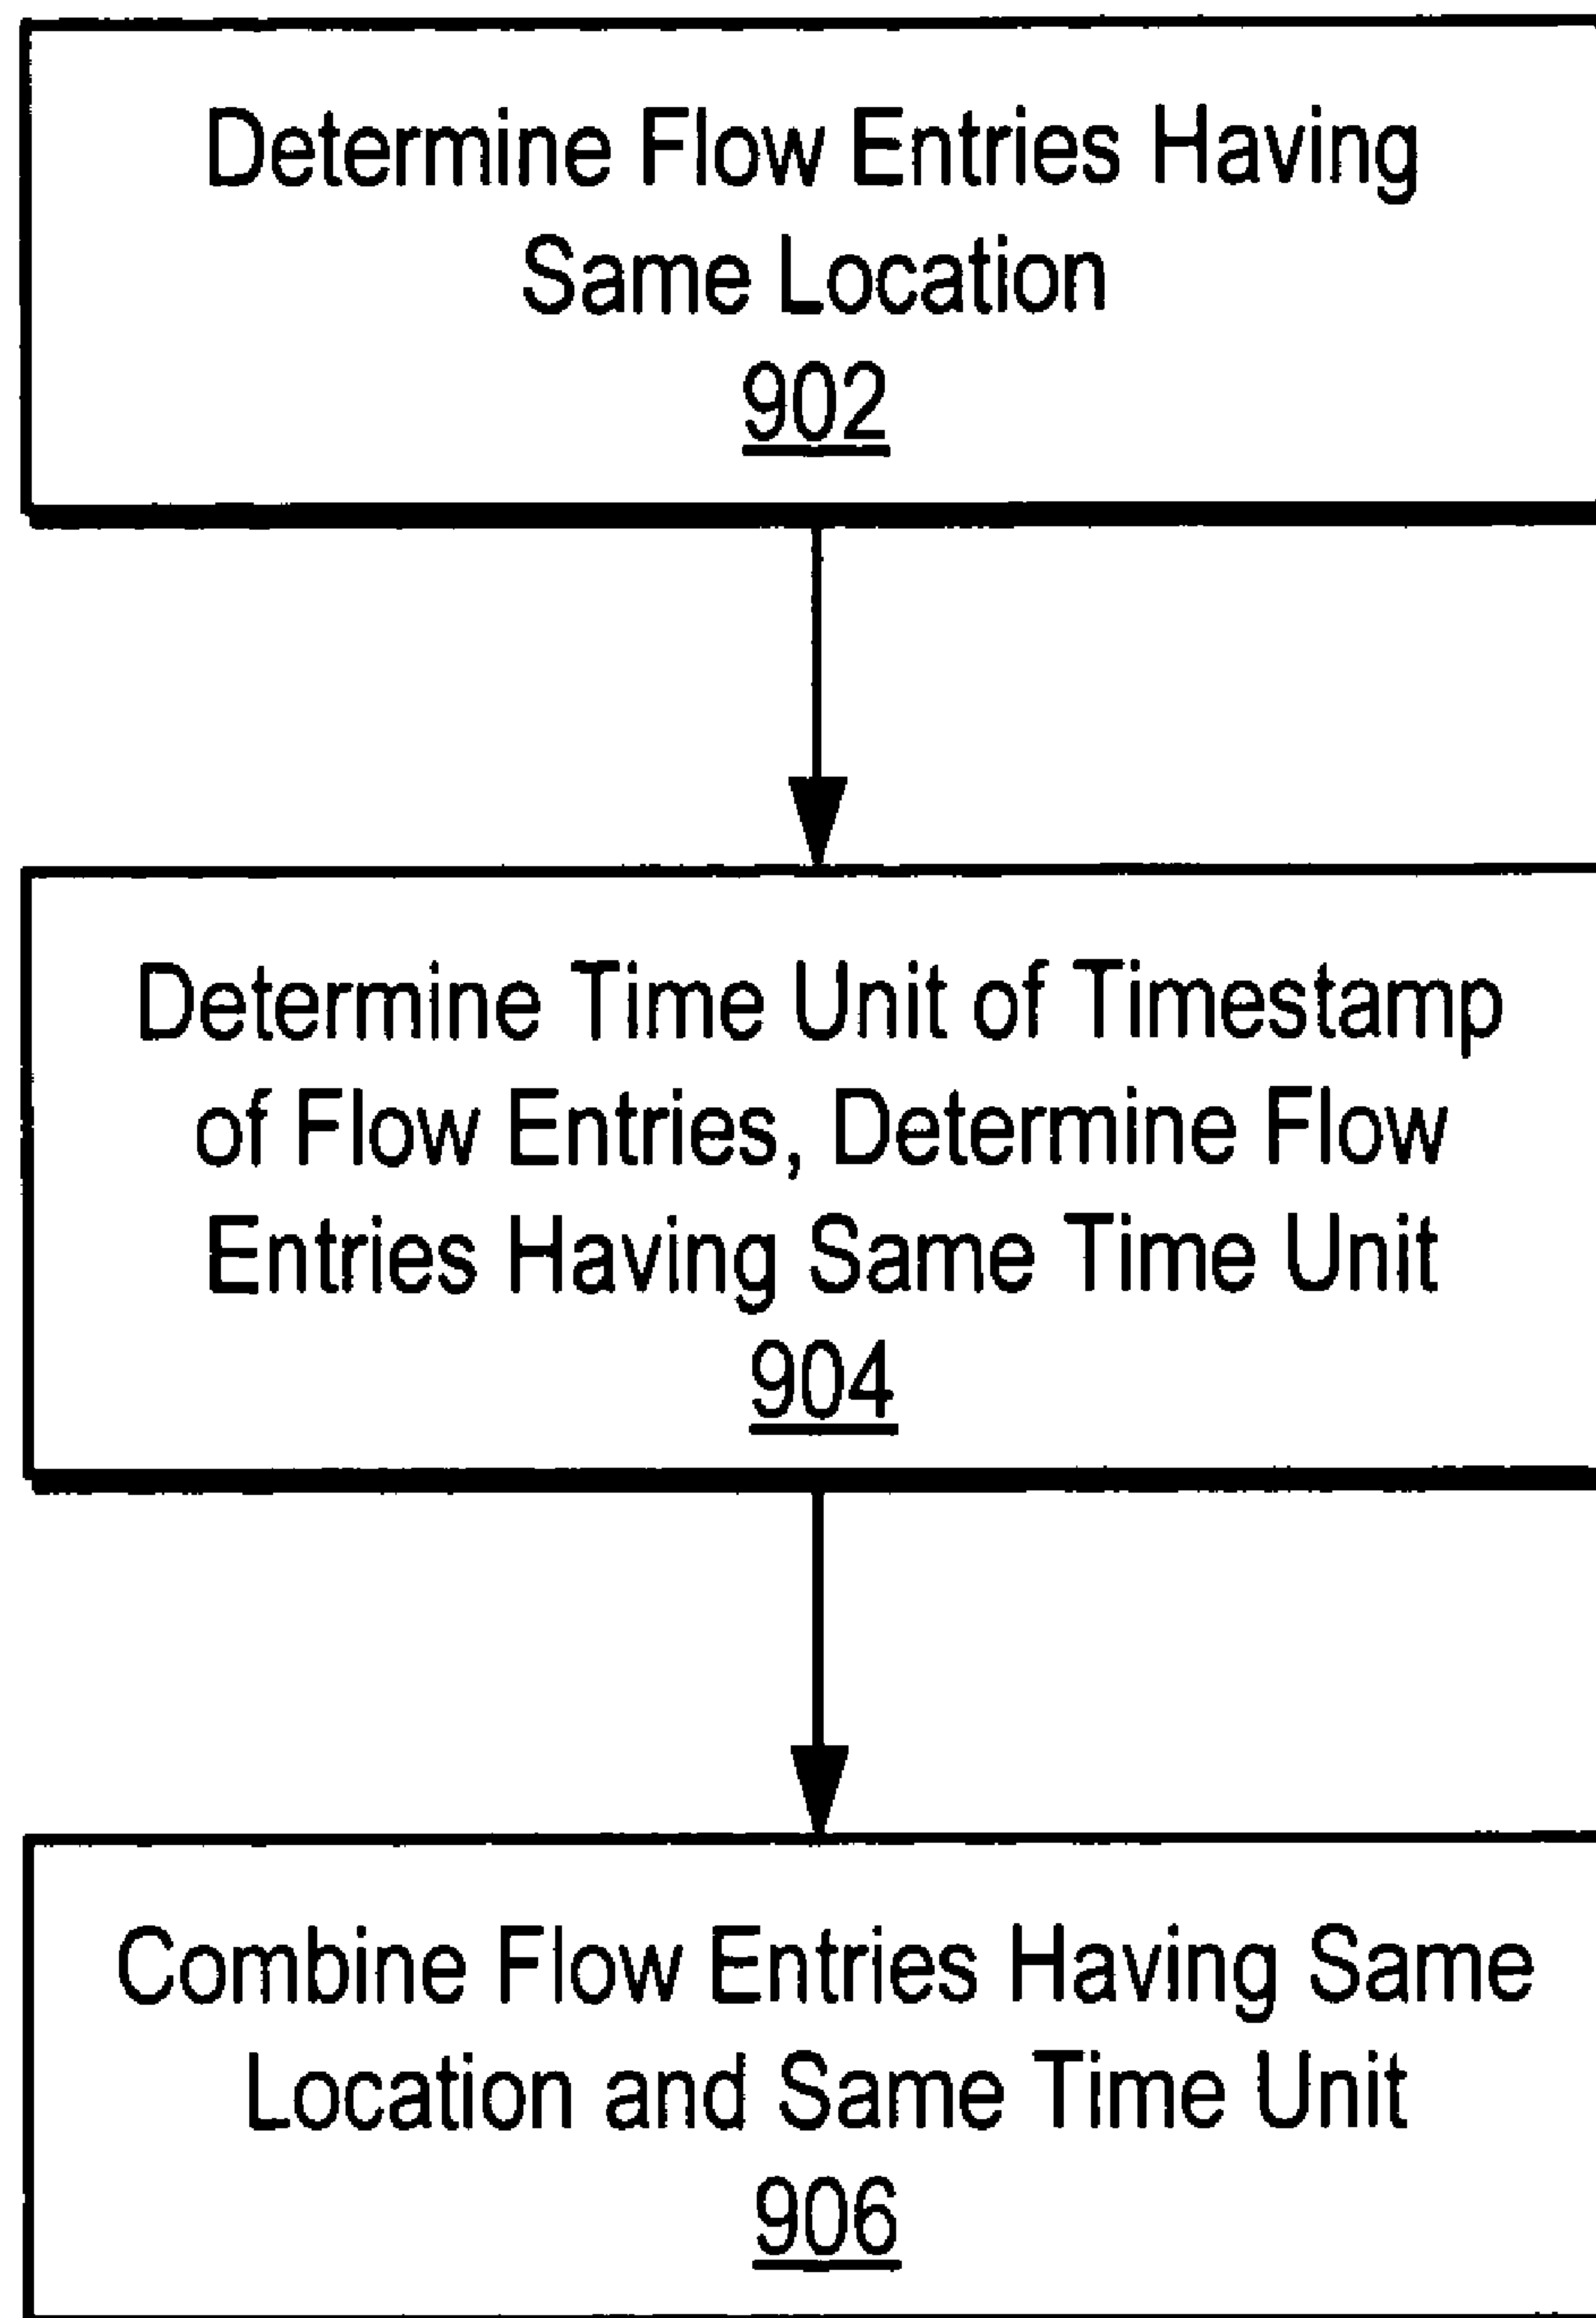 Determine Flow Entries Having
Same Location
902
Determine Time Unit of Timestamp
of Flow Entries, Determine Flow
Entries Having Same Time Unit
904
Combine Flow Entries Having Same
Location and Same Time Unit
906